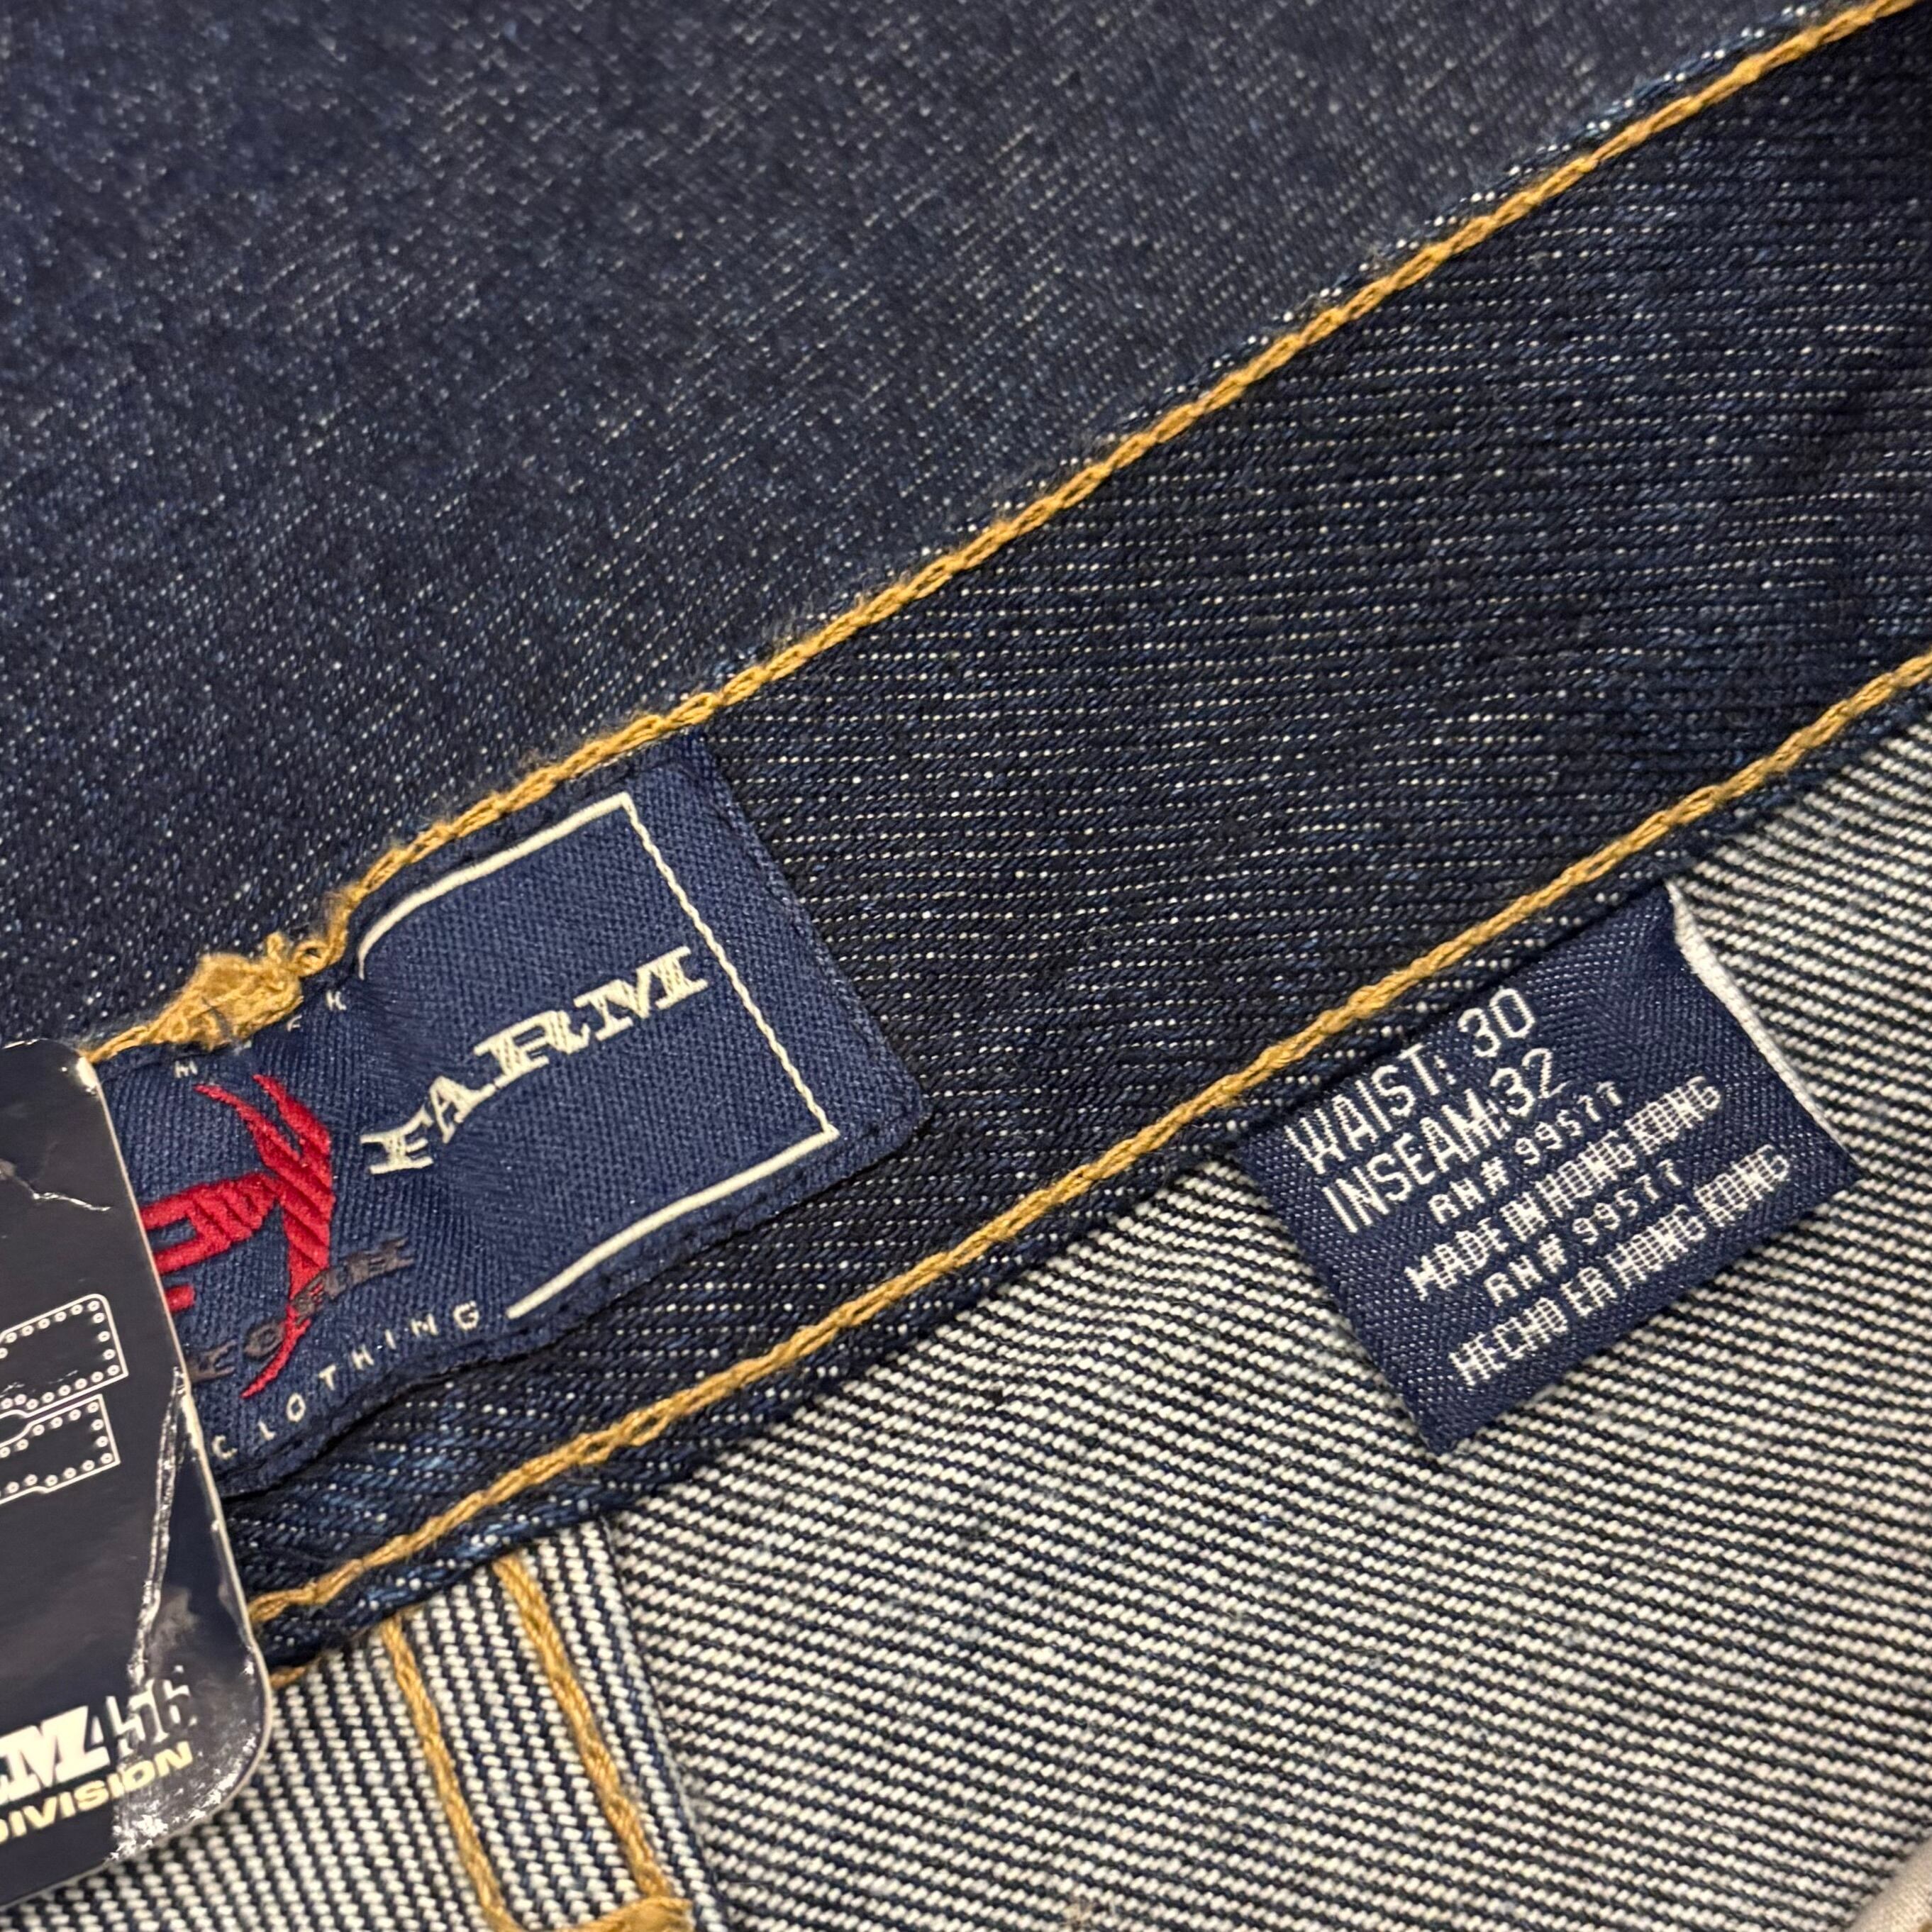 FARM
CLOTHING
WAIST: 30
INSEAM:32
RN# 99577
MADE IN HONG KONG
RN# 99577
HECHO EN HONG KONG
DIVISION